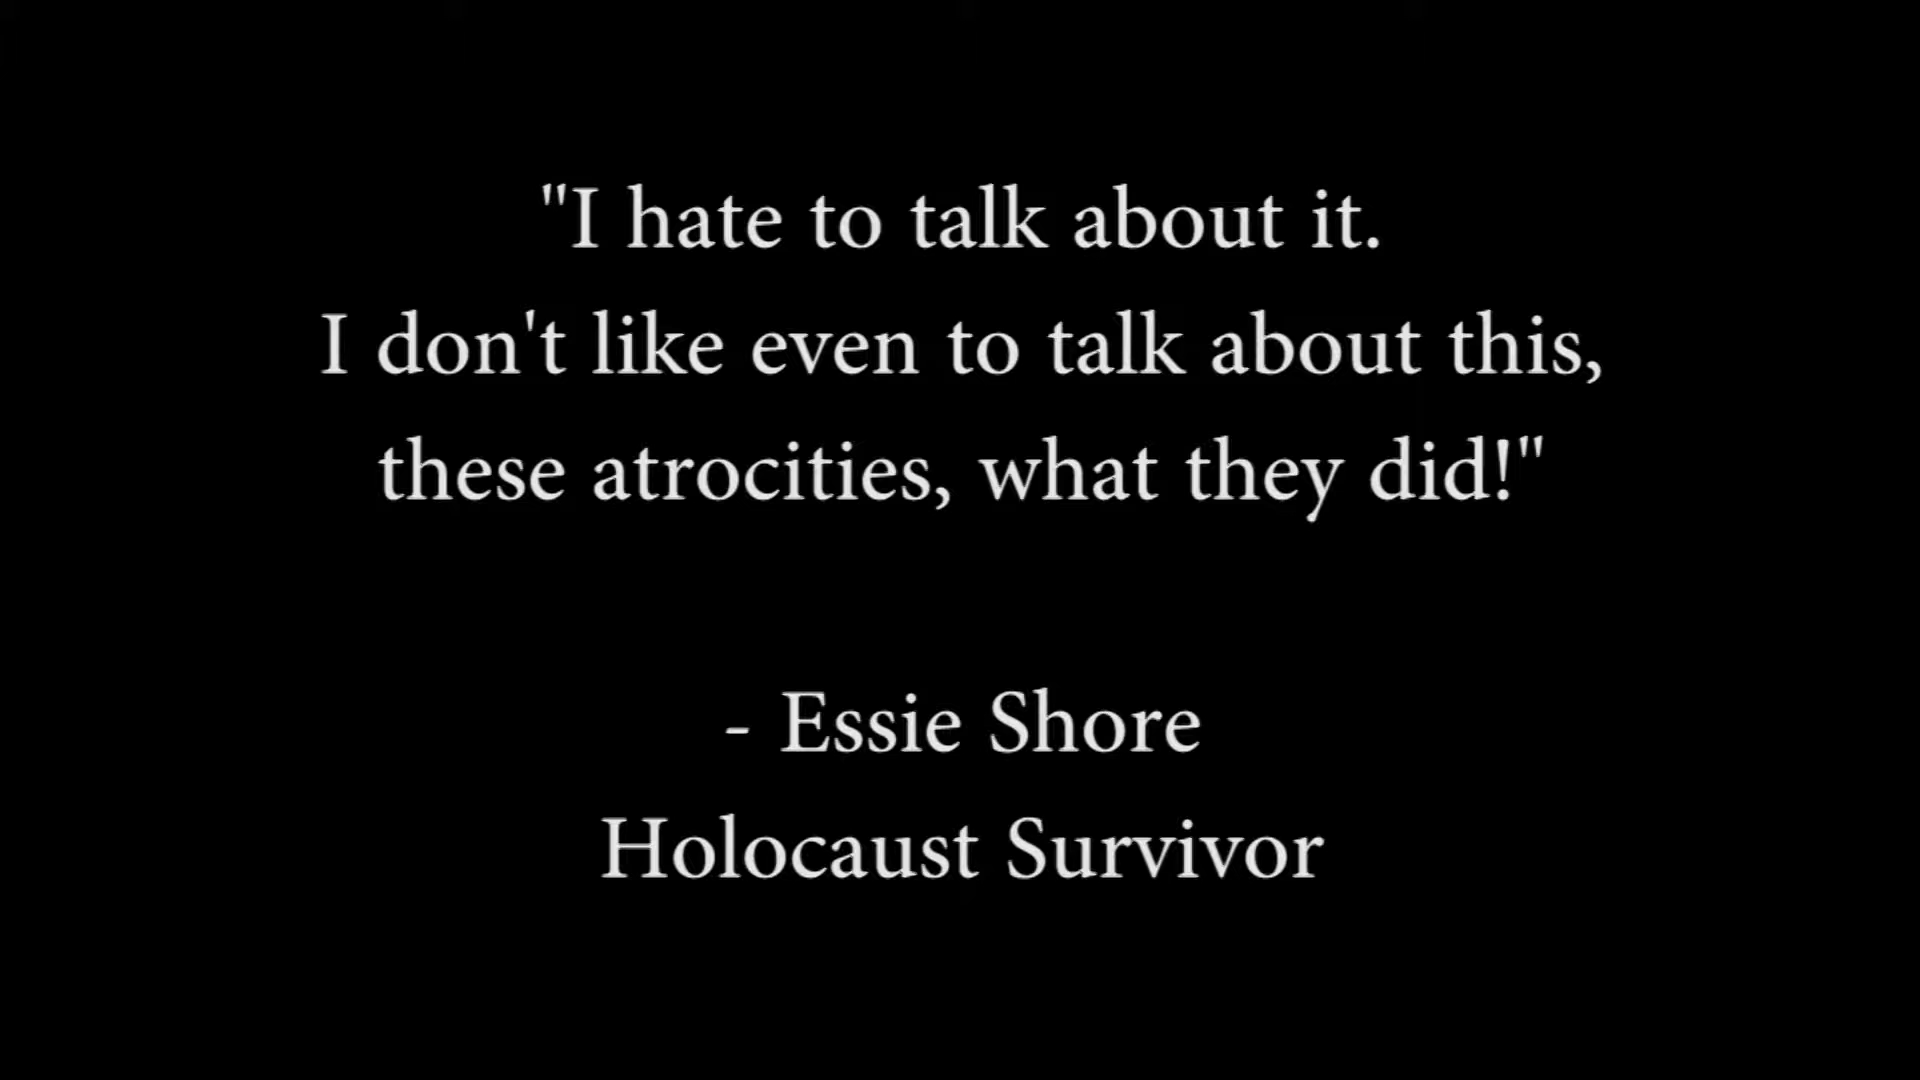 "I hate to talk about it.
I don't like even to talk about this,
these atrocities, what they did!"
- Essie Shore
Holocaust Survivor